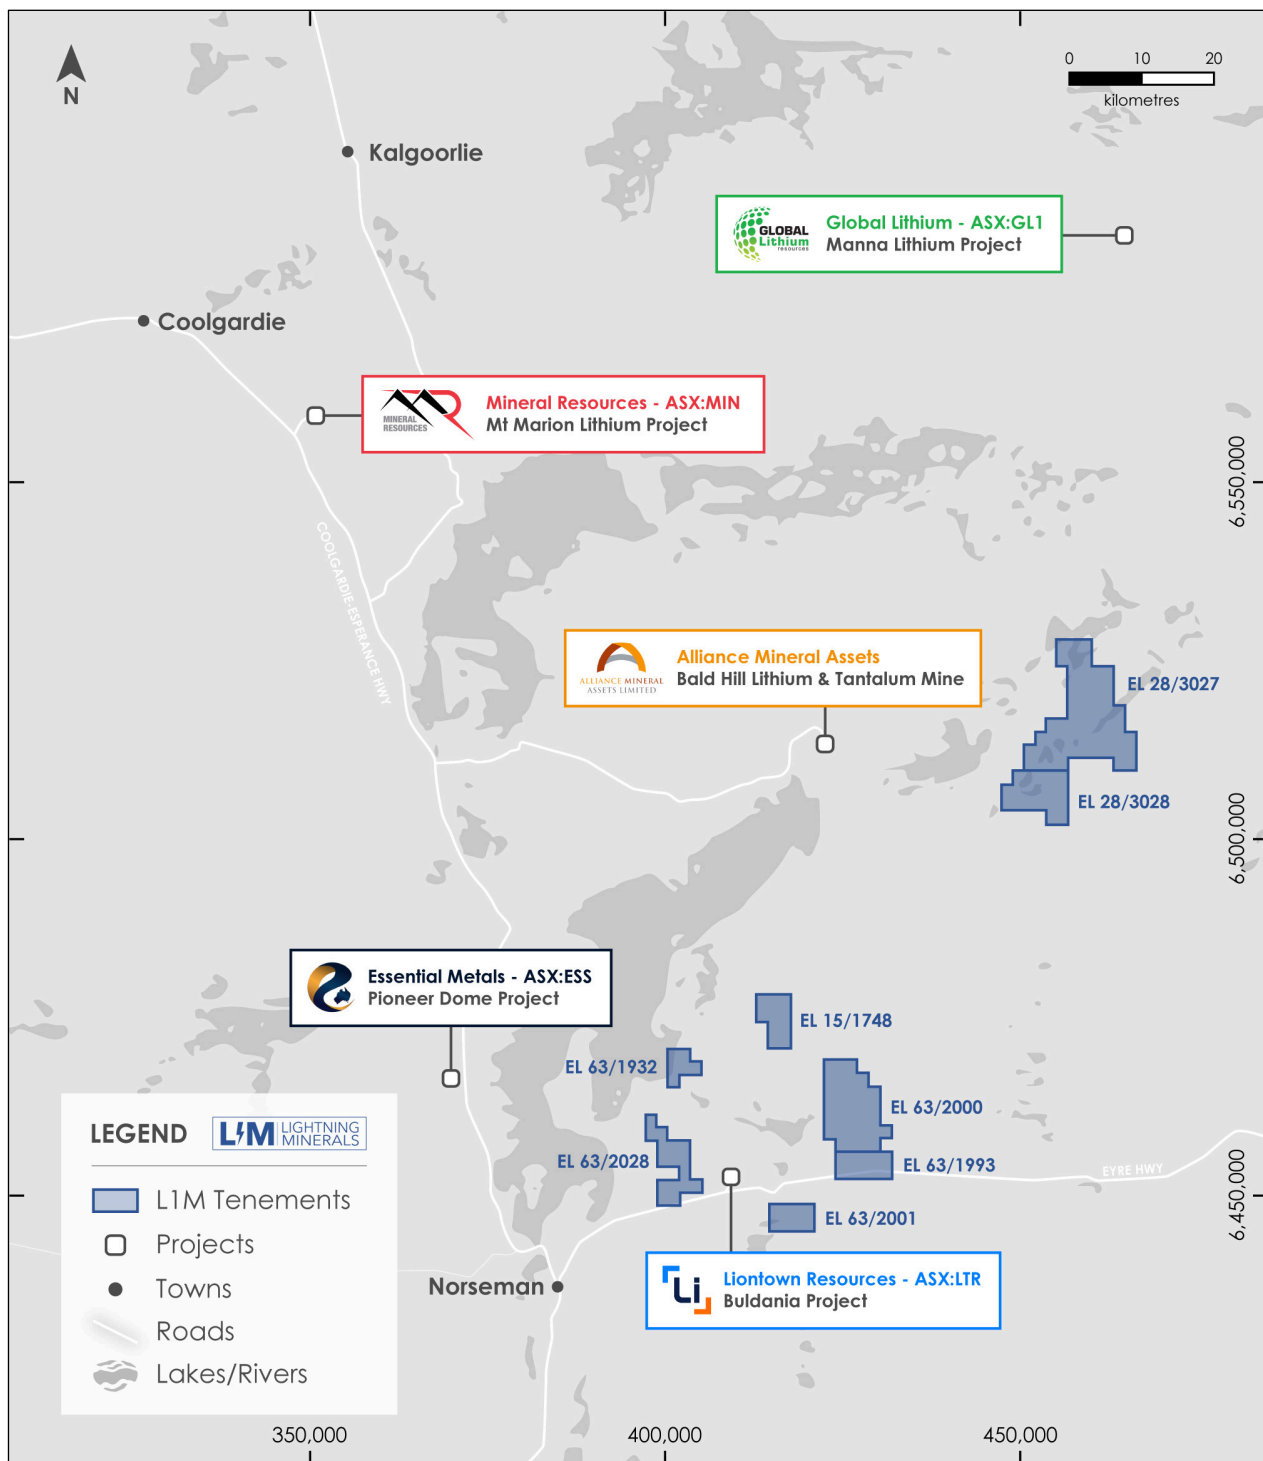 N
0 10 20
kilometres
Kalgoorlie
GLOBAL
Lithium
resources
Global Lithium - ASX:GL1
Manna Lithium Project
Coolgardie
MINERAL
RESOURCES
Mineral Resources - ASX:MIN
Mt Marion Lithium Project
6,550,000
COOLGARDIE-ESPERANCE HWY
ALLIANCE MINERAL
ASSETS LIMITED
Alliance Mineral Assets
Bald Hill Lithium & Tantalum Mine
EL 28/3027
EL 28/3028
6,500,000
Essential Metals - ASX:ESS
Pioneer Dome Project
EL 15/1748
EL 63/1932
EL 63/2000
EL 63/2028
EL 63/1993
EYRE HWY
6,450,000
EL 63/2001
Norseman
Li
Liontown Resources - ASX:LTR
Buldania Project
LEGEND
L1M
LIGHTNING
MINERALS
L1M Tenements
Projects
Towns
Roads
Lakes/Rivers
350,000 400,000 450,000